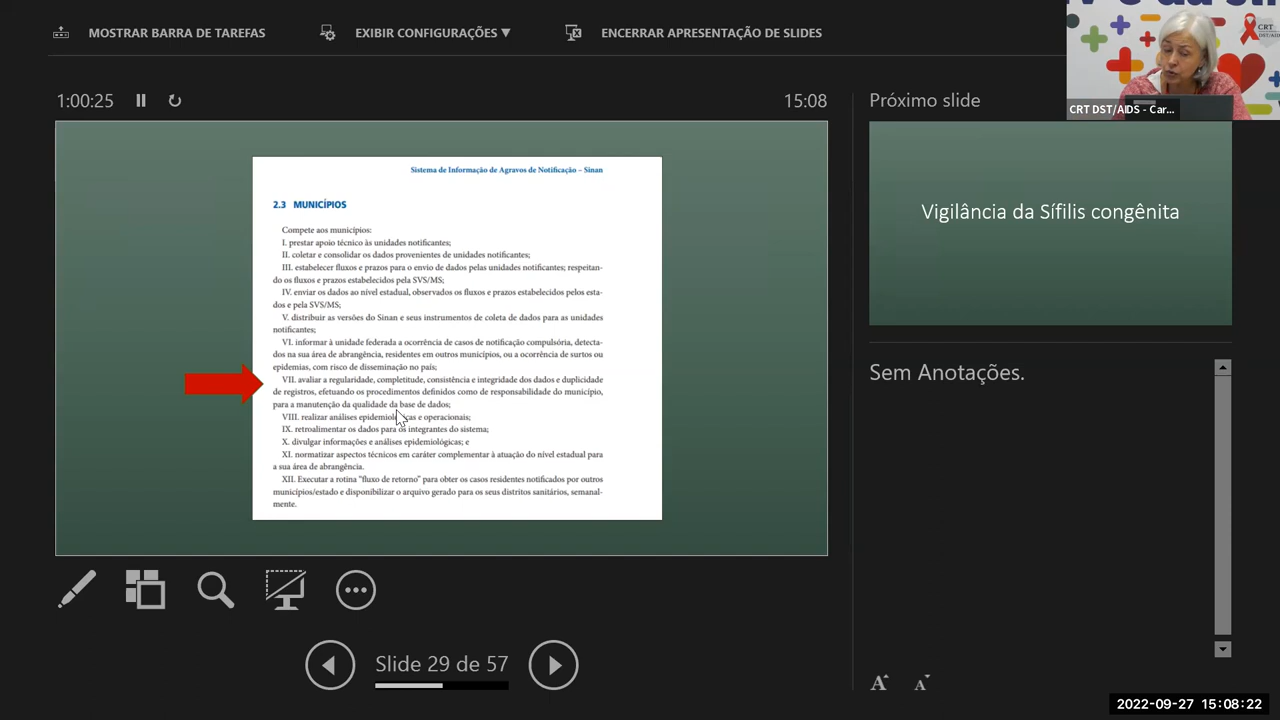 MOSTRAR BARRA DE TAREFAS
EXIBIR CONFIGURAÇÕES ▼
ENCERRAR APRESENTAÇÃO DE SLIDES
CRT
DST/AIDS
CRT DST/AIDS - Car...
1:00:25
15:08
Próximo slide
Sistema de Informação de Agravos de Notificação – Sinan
2.3 MUNICÍPIOS
Compete aos municípios:
I. prestar apoio técnico às unidades notificantes;
II. coletar e consolidar os dados provenientes de unidades notificantes;
III. estabelecer fluxos e prazos para o envio de dados pelas unidades notificantes; respeitan-
do os fluxos e prazos estabelecidos pela SVS/MS;
IV. enviar os dados ao nível estadual, observados os fluxos e prazos estabelecidos pelos esta-
dos e pela SVS/MS;
V. distribuir as versões do Sinan e seus instrumentos de coleta de dados para as unidades
notificantes;
VI. informar à unidade federada a ocorrência de casos de notificação compulsória, detecta-
dos na sua área de abrangência, residentes em outros municípios, ou a ocorrência de surtos ou
epidemias, com risco de disseminação no país;
VII. avaliar a regularidade, completitude, consistência e integridade dos dados e duplicidade
de registros, efetuando os procedimentos definidos como de responsabilidade do município,
para a manutenção da qualidade da base de dados;
VIII. realizar análises epidemiológicas e operacionais;
IX. retroalimentar os dados para os integrantes do sistema;
X. divulgar informações e análises epidemiológicas; e
XI. normatizar aspectos técnicos em caráter complementar à atuação do nível estadual para
a sua área de abrangência.
XII. Executar a rotina “fluxo de retorno” para obter os casos residentes notificados por outros
municípios/estado e disponibilizar o arquivo gerado para os seus distritos sanitários, semanal-
mente.
Vigilância da Sífilis congênita
Sem Anotações.
Slide 29 de 57
A A
2022-09-27 15:08:22